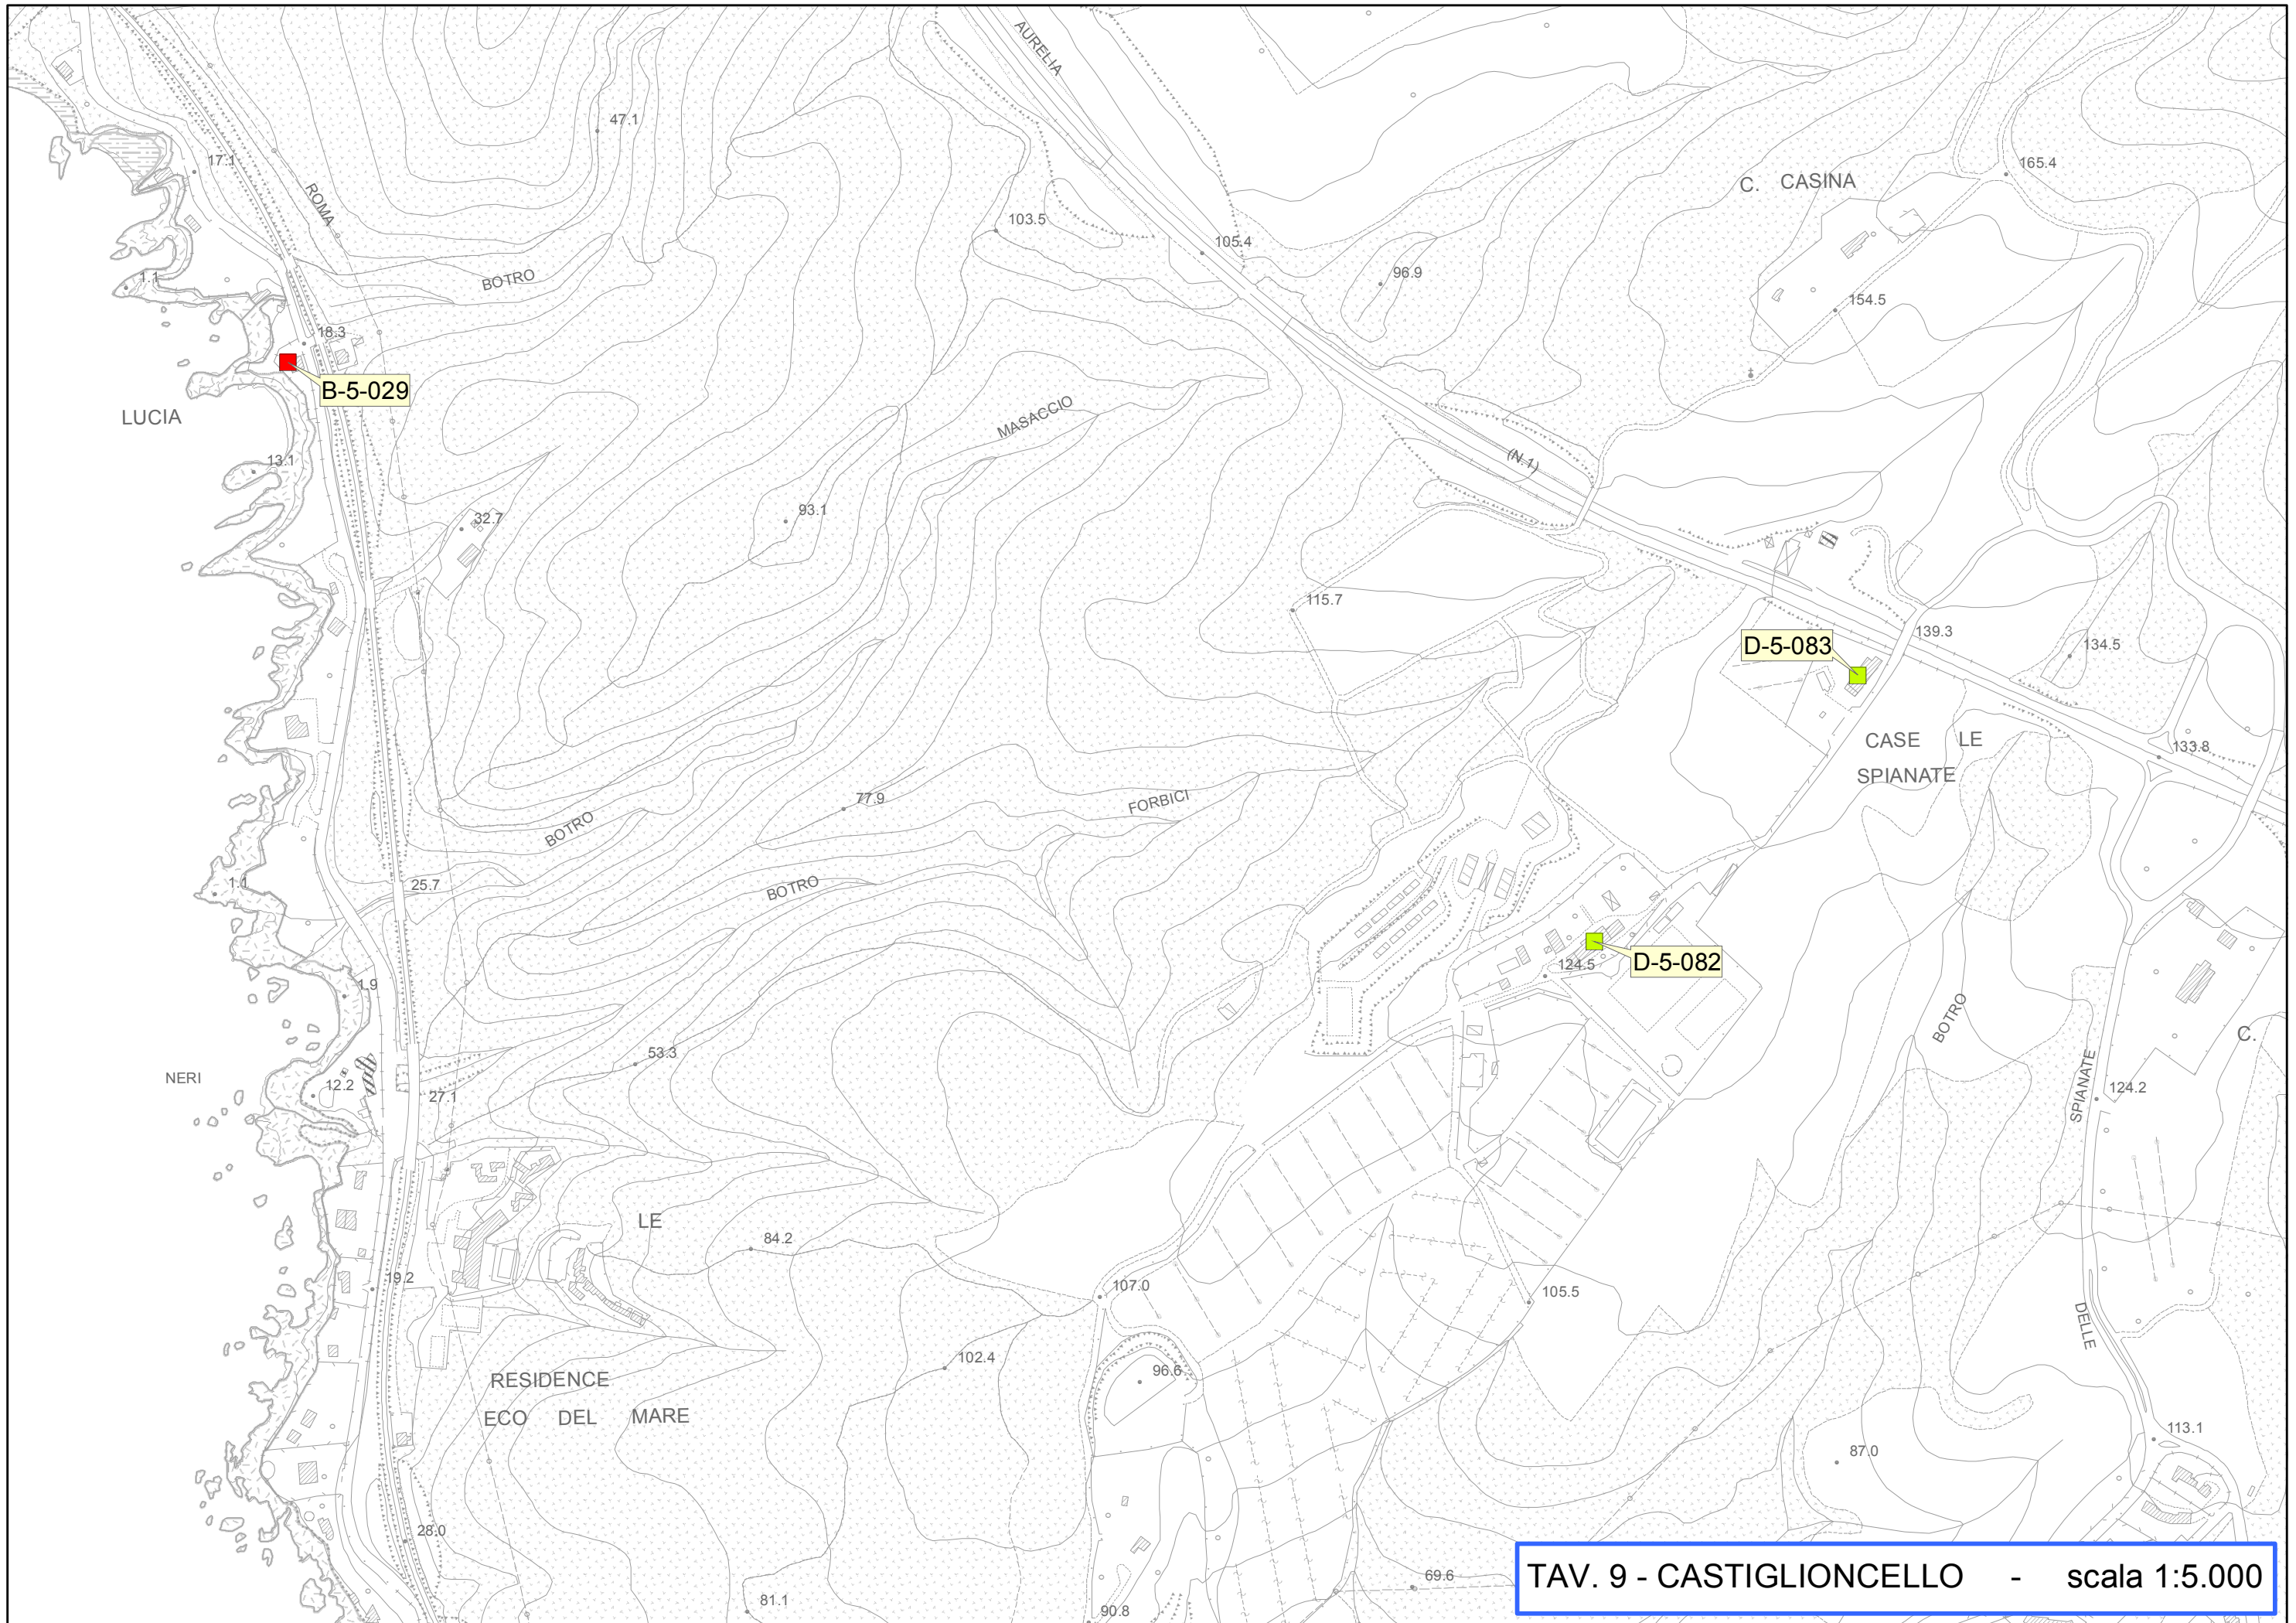 AURELIA
47.1
17.1
165.4
C. CASINA
ROMA
103.5
105.4
96.9
BOTRO
1.1
154.5
18.3
B-5-029
LUCIA
MASACCIO
13.1
(N.1)
93.1
32.7
115.7
139.3
D-5-083
134.5
CASE LE
SPIANATE
133.8
77.9
FORBICI
BOTRO
BOTRO
25.7
1.1
D-5-082
124.5
1.9
BOTRO
C.
53.3
NERI
12.2
27.1
SPIANATE
124.2
LE
84.2
19.2
107.0
105.5
DELLE
102.4
96.6
RESIDENCE
ECO DEL MARE
113.1
87.0
28.0
69.6
81.1
90.8
TAV. 9 - CASTIGLIONCELLO - scala 1:5.000